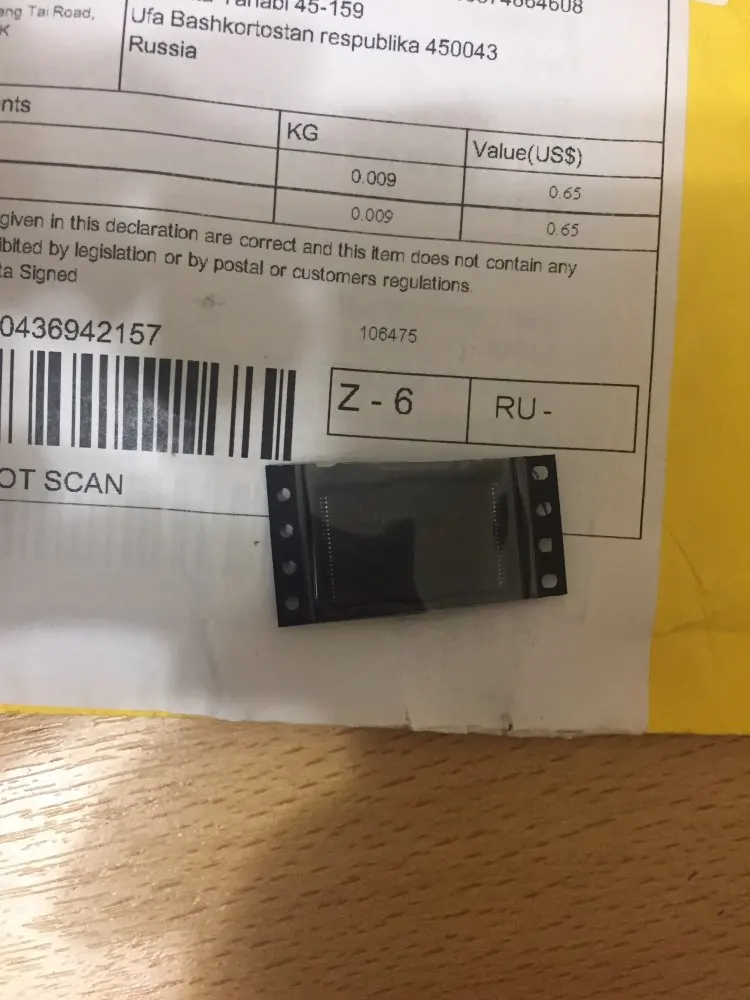 ang Tai Road,
K
45-159
Ufa Bashkortostan respublika 450043
Russia
nts
KG
Value(US$)
0.009
0.65
0.009
0.65
given in this declaration are correct and this item does not contain any
ibited by legislation or by postal or customers regulations.
ta Signed
0436942157
106475
Z - 6
RU -
OT SCAN